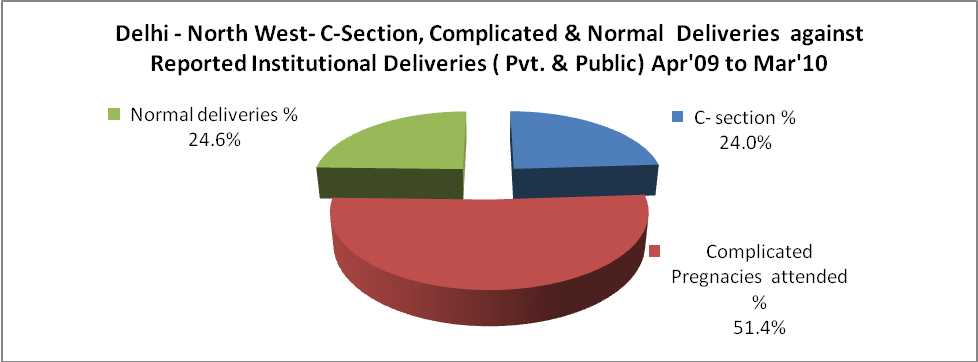 Delhi - North West- C-Section, Complicated & Normal Deliveries against
Reported Institutional Deliveries ( Pvt. & Public) Apr'09 to Mar'10
Normal deliveries %
24.6%
C- section %
24.0%
Complicated
Pregnacies attended
%
51.4%